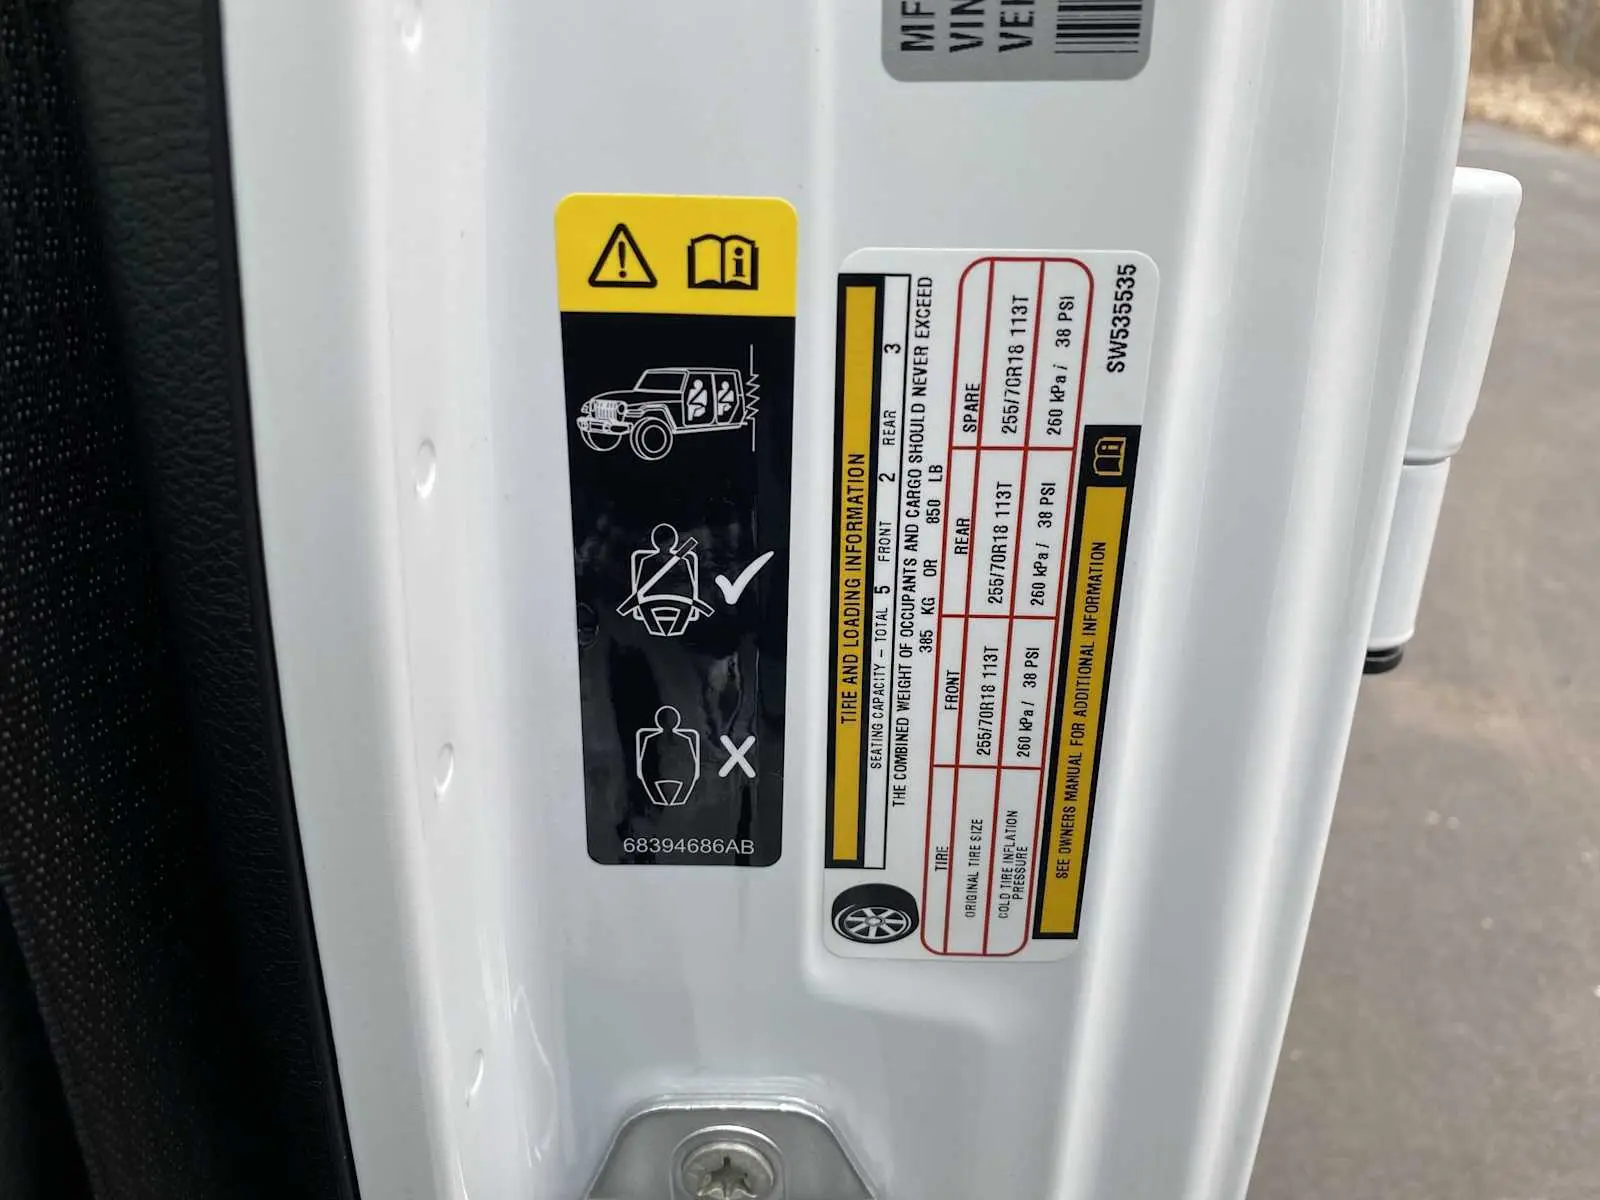 MF
VIN
VEH
68394686AB
TIRE AND LOADING INFORMATION
SEATING CAPACITY – TOTAL 5 FRONT 2 REAR 3
THE COMBINED WEIGHT OF OCCUPANTS AND CARGO SHOULD NEVER EXCEED
385 KG OR 850 LB
TIRE FRONT REAR SPARE
ORIGINAL TIRE SIZE 255/70R18 113T 255/70R18 113T 255/70R18 113T
COLD TIRE INFLATION PRESSURE 260 kPa / 38 PSI 260 kPa / 38 PSI 260 kPa / 38 PSI
SEE OWNERS MANUAL FOR ADDITIONAL INFORMATION
SW535535